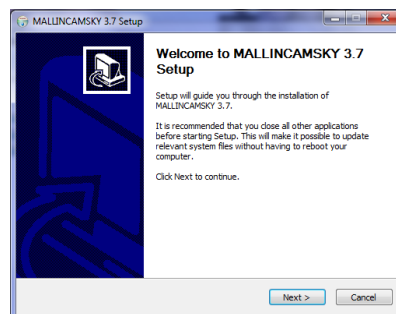 MALLINCAMSKY 3.7 Setup
Welcome to MALLINCAMSKY 3.7
Setup
Setup will guide you through the installation of
MALLINCAMSKY 3.7.
It is recommended that you close all other applications
before starting Setup. This will make it possible to update
relevant system files without having to reboot your
computer.
Click Next to continue.
Next >
Cancel